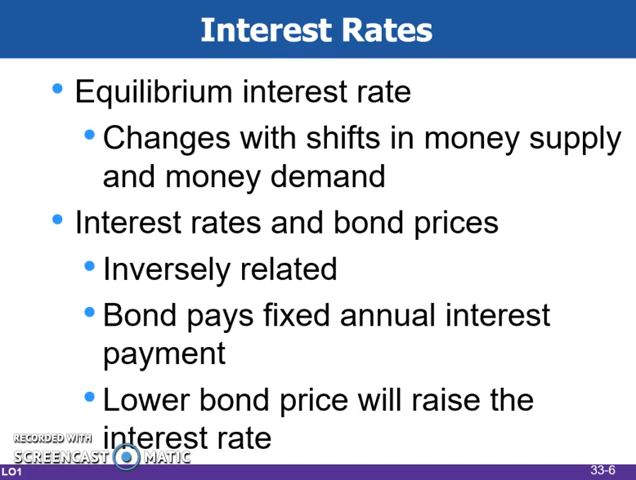 Interest Rates
• Equilibrium interest rate
• Changes with shifts in money supply
and money demand
• Interest rates and bond prices
• Inversely related
• Bond pays fixed annual interest
payment
• Lower bond price will raise the
interest rate
RECORDED WITH
SCREENCAST MATIC
LO1
33-6